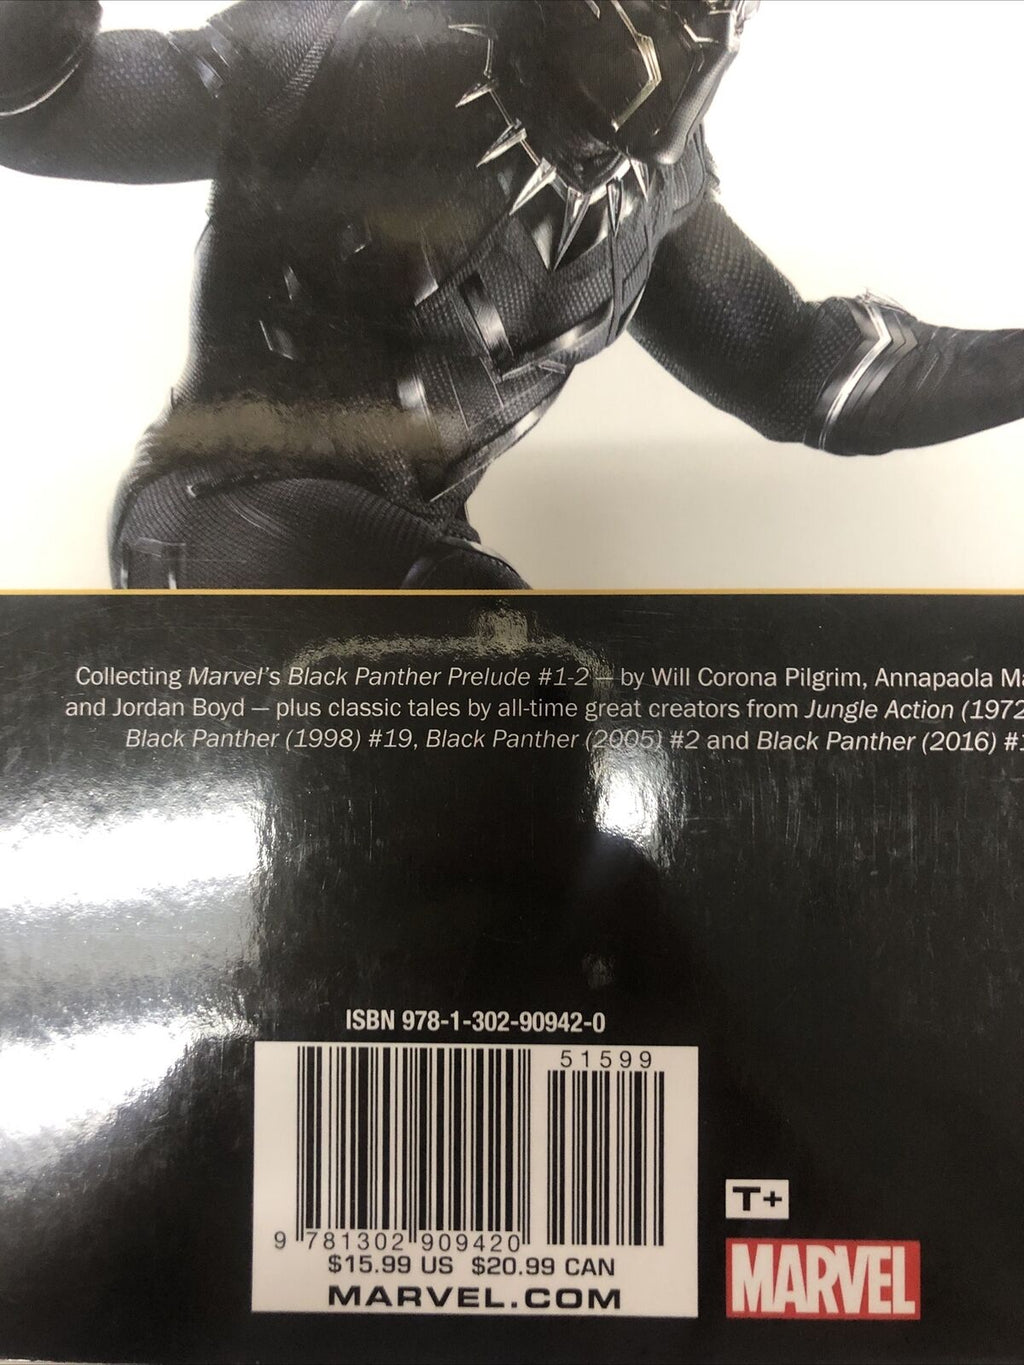 Collecting Marvel's Black Panther Prelude #1-2 — by Will Corona Pilgrim, Annapaola
and Jordan Boyd — plus classic tales by all-time great creators from Jungle Action (1972
Black Panther (1998) #19, Black Panther (2005) #2 and Black Panther (2016)
ISBN 978-1-302-90942-0
51599
9 781302 909420
$15.99 US $20.99 CAN
MARVEL.COM
T+
MARVEL